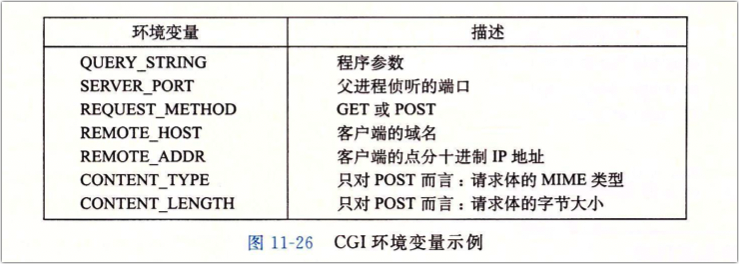 环境变量 描述
QUERY_STRING 程序参数
SERVER_PORT 父进程侦听的端口
REQUEST_METHOD GET 或 POST
REMOTE_HOST 客户端的域名
REMOTE_ADDR 客户端的点分十进制 IP 地址
CONTENT_TYPE 只对 POST 而言：请求体的 MIME 类型
CONTENT_LENGTH 只对 POST 而言：请求体的字节大小
图 11-26 CGI 环境变量示例